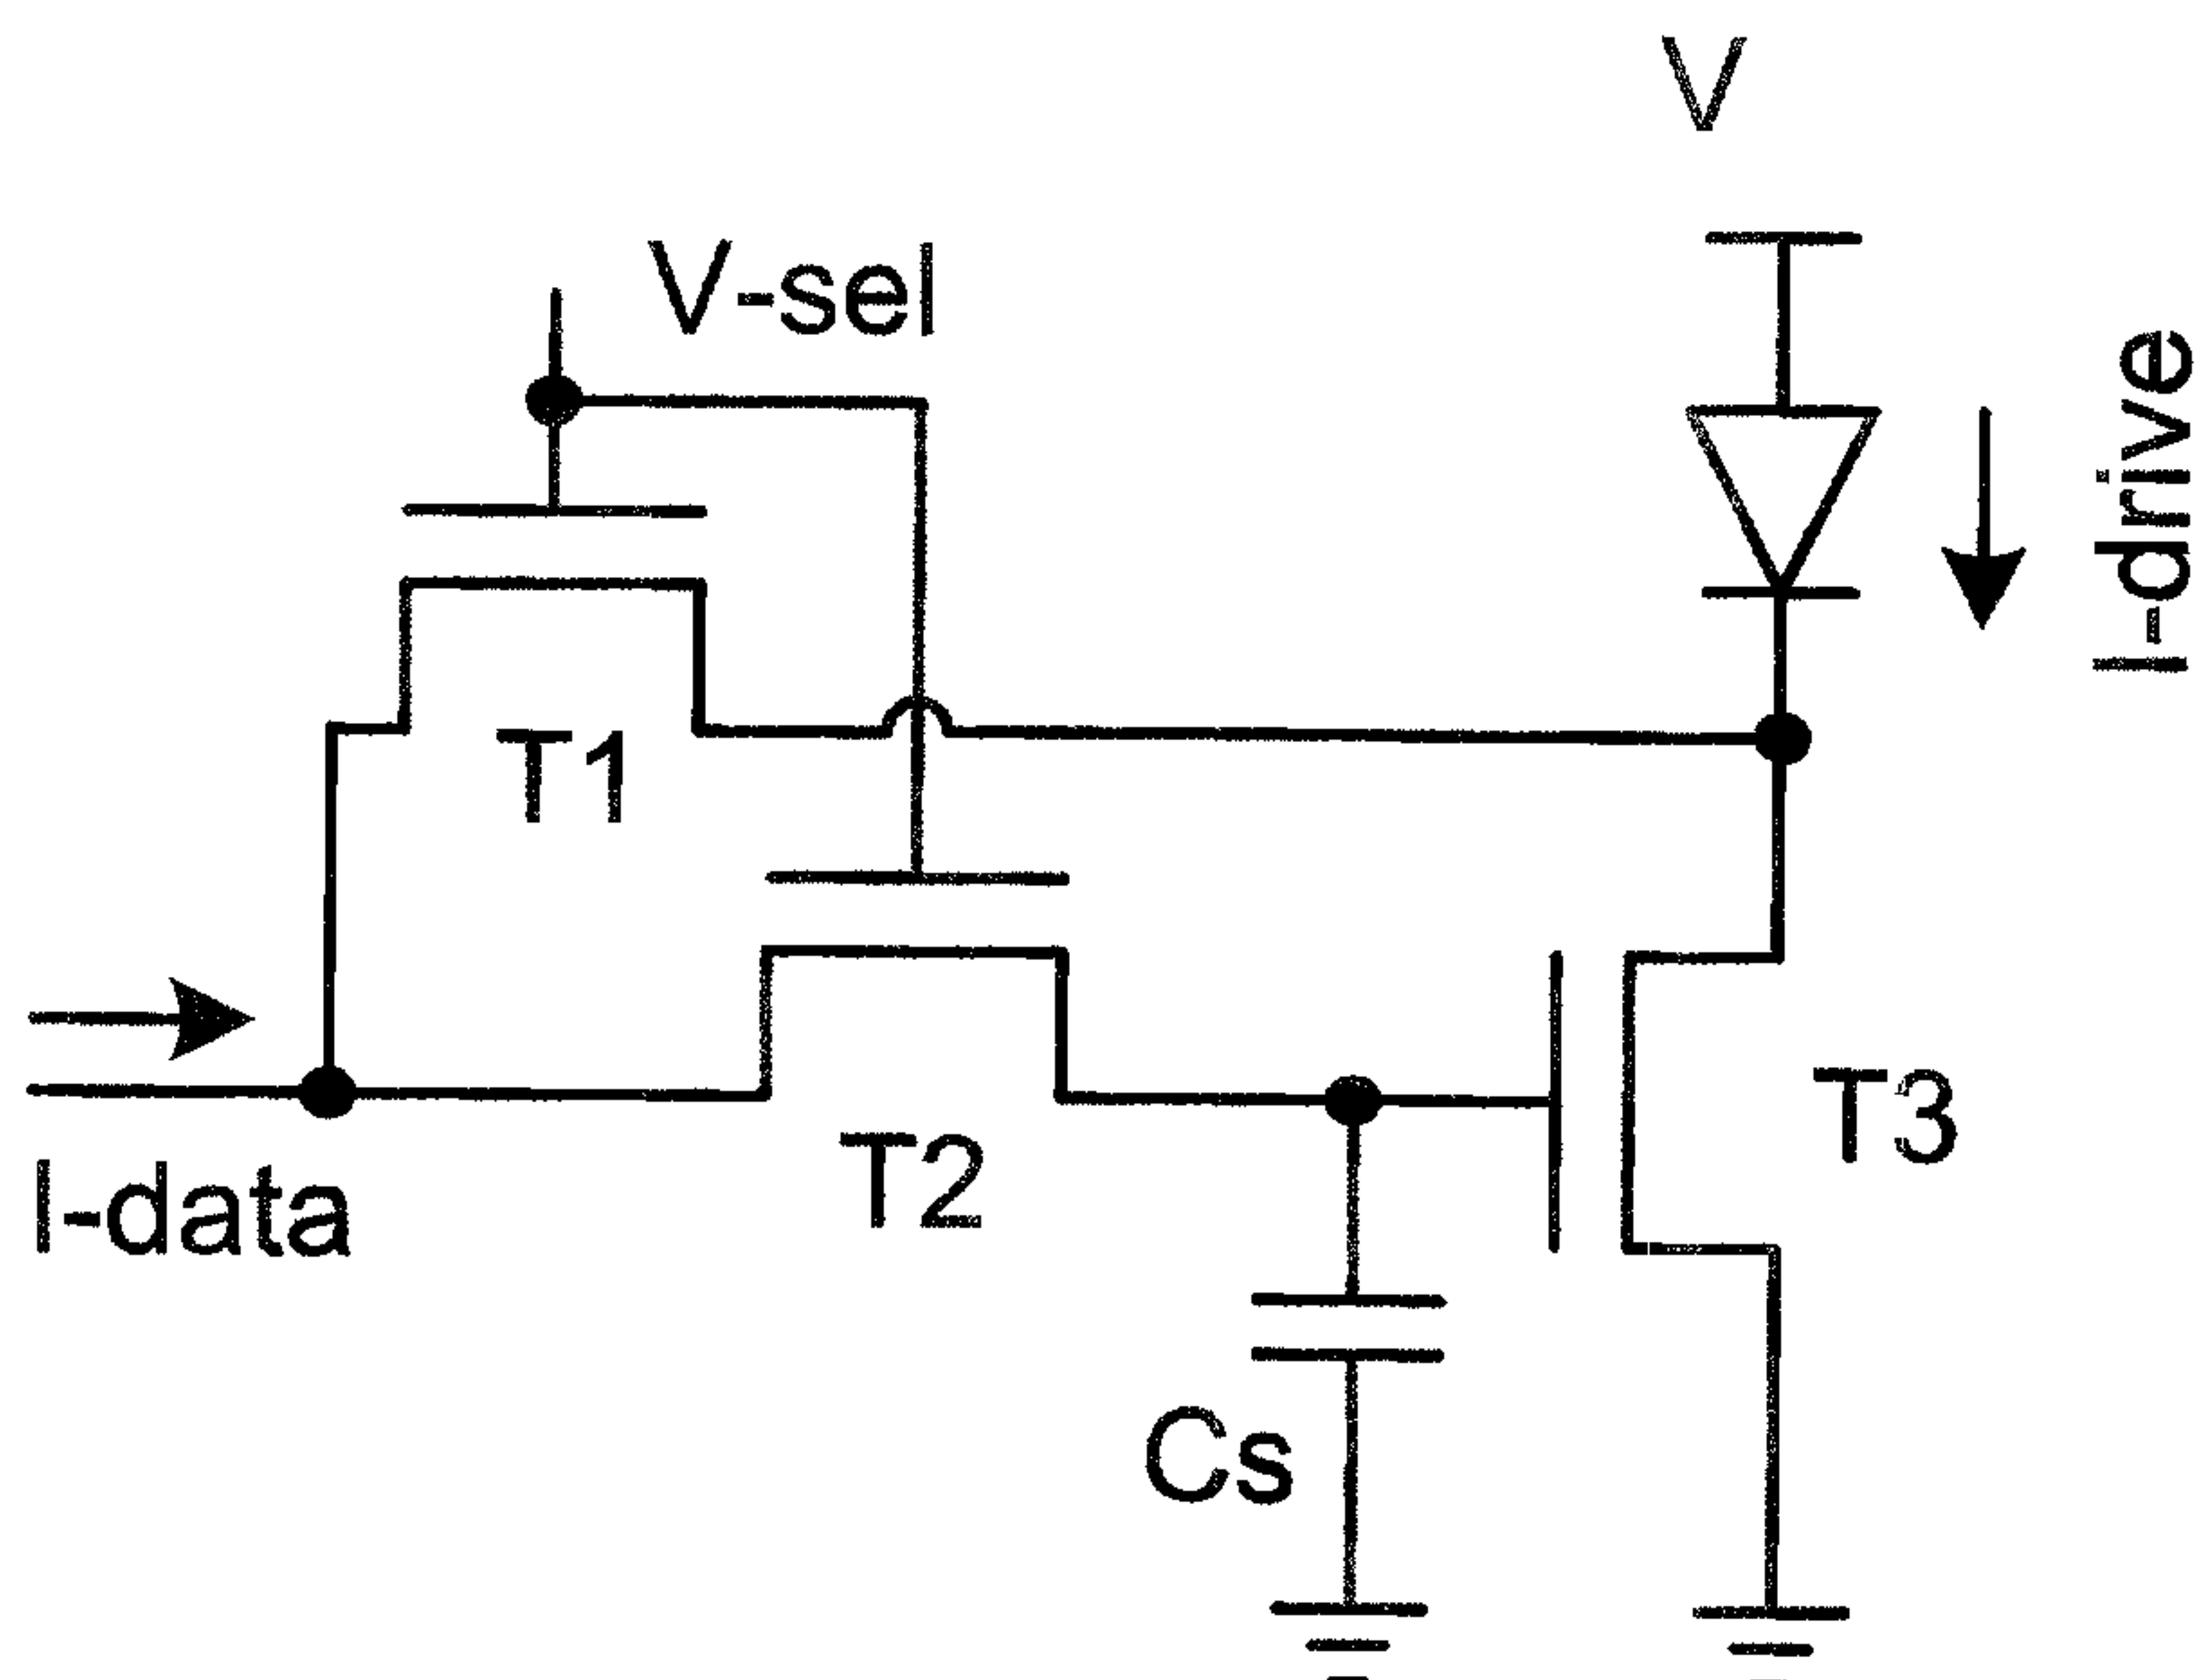 V
V-sel
I-drive
T1
T3
T2
I-data
Cs